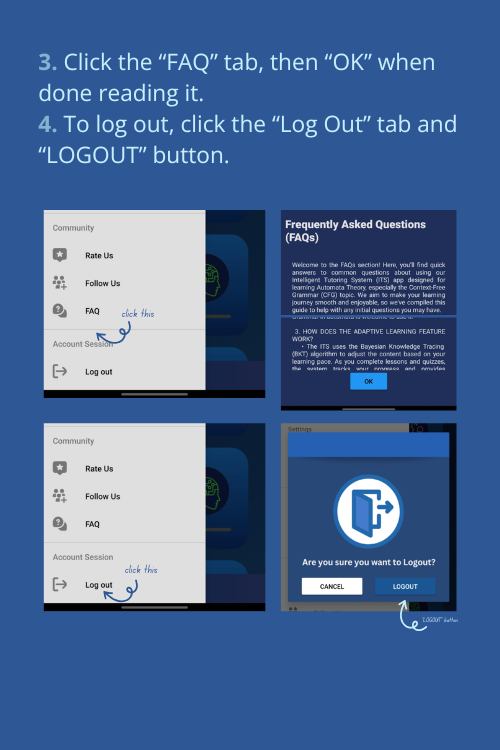 3. Click the “FAQ” tab, then “OK” when
done reading it.
4. To log out, click the “Log Out” tab and
“LOGOUT” button.
Community
Rate Us
Follow Us
FAQ
click this
Account Session
Log out
Frequently Asked Questions
(FAQs)
Welcome to the FAQs section! Here, you'll find quick
answers to common questions about using our
Intelligent Tutoring System (ITS) app designed for
learning Automata Theory, especially the Context-Free
Grammar (CFG) topic. We aim to make your learning
journey smooth and enjoyable, so we've compiled this
guide to help with any initial questions you may have.
3. HOW DOES THE ADAPTIVE LEARNING FEATURE
WORK?
• The ITS uses the Bayesian Knowledge Tracing
(BKT) algorithm to adjust the content based on your
learning pace. As you complete lessons and quizzes,
the system tracks your progress and provides
OK
Community
Rate Us
Follow Us
FAQ
Account Session
click this
Log out
Settings
Are you sure you want to Logout?
CANCEL
LOGOUT
"LOGOUT" button